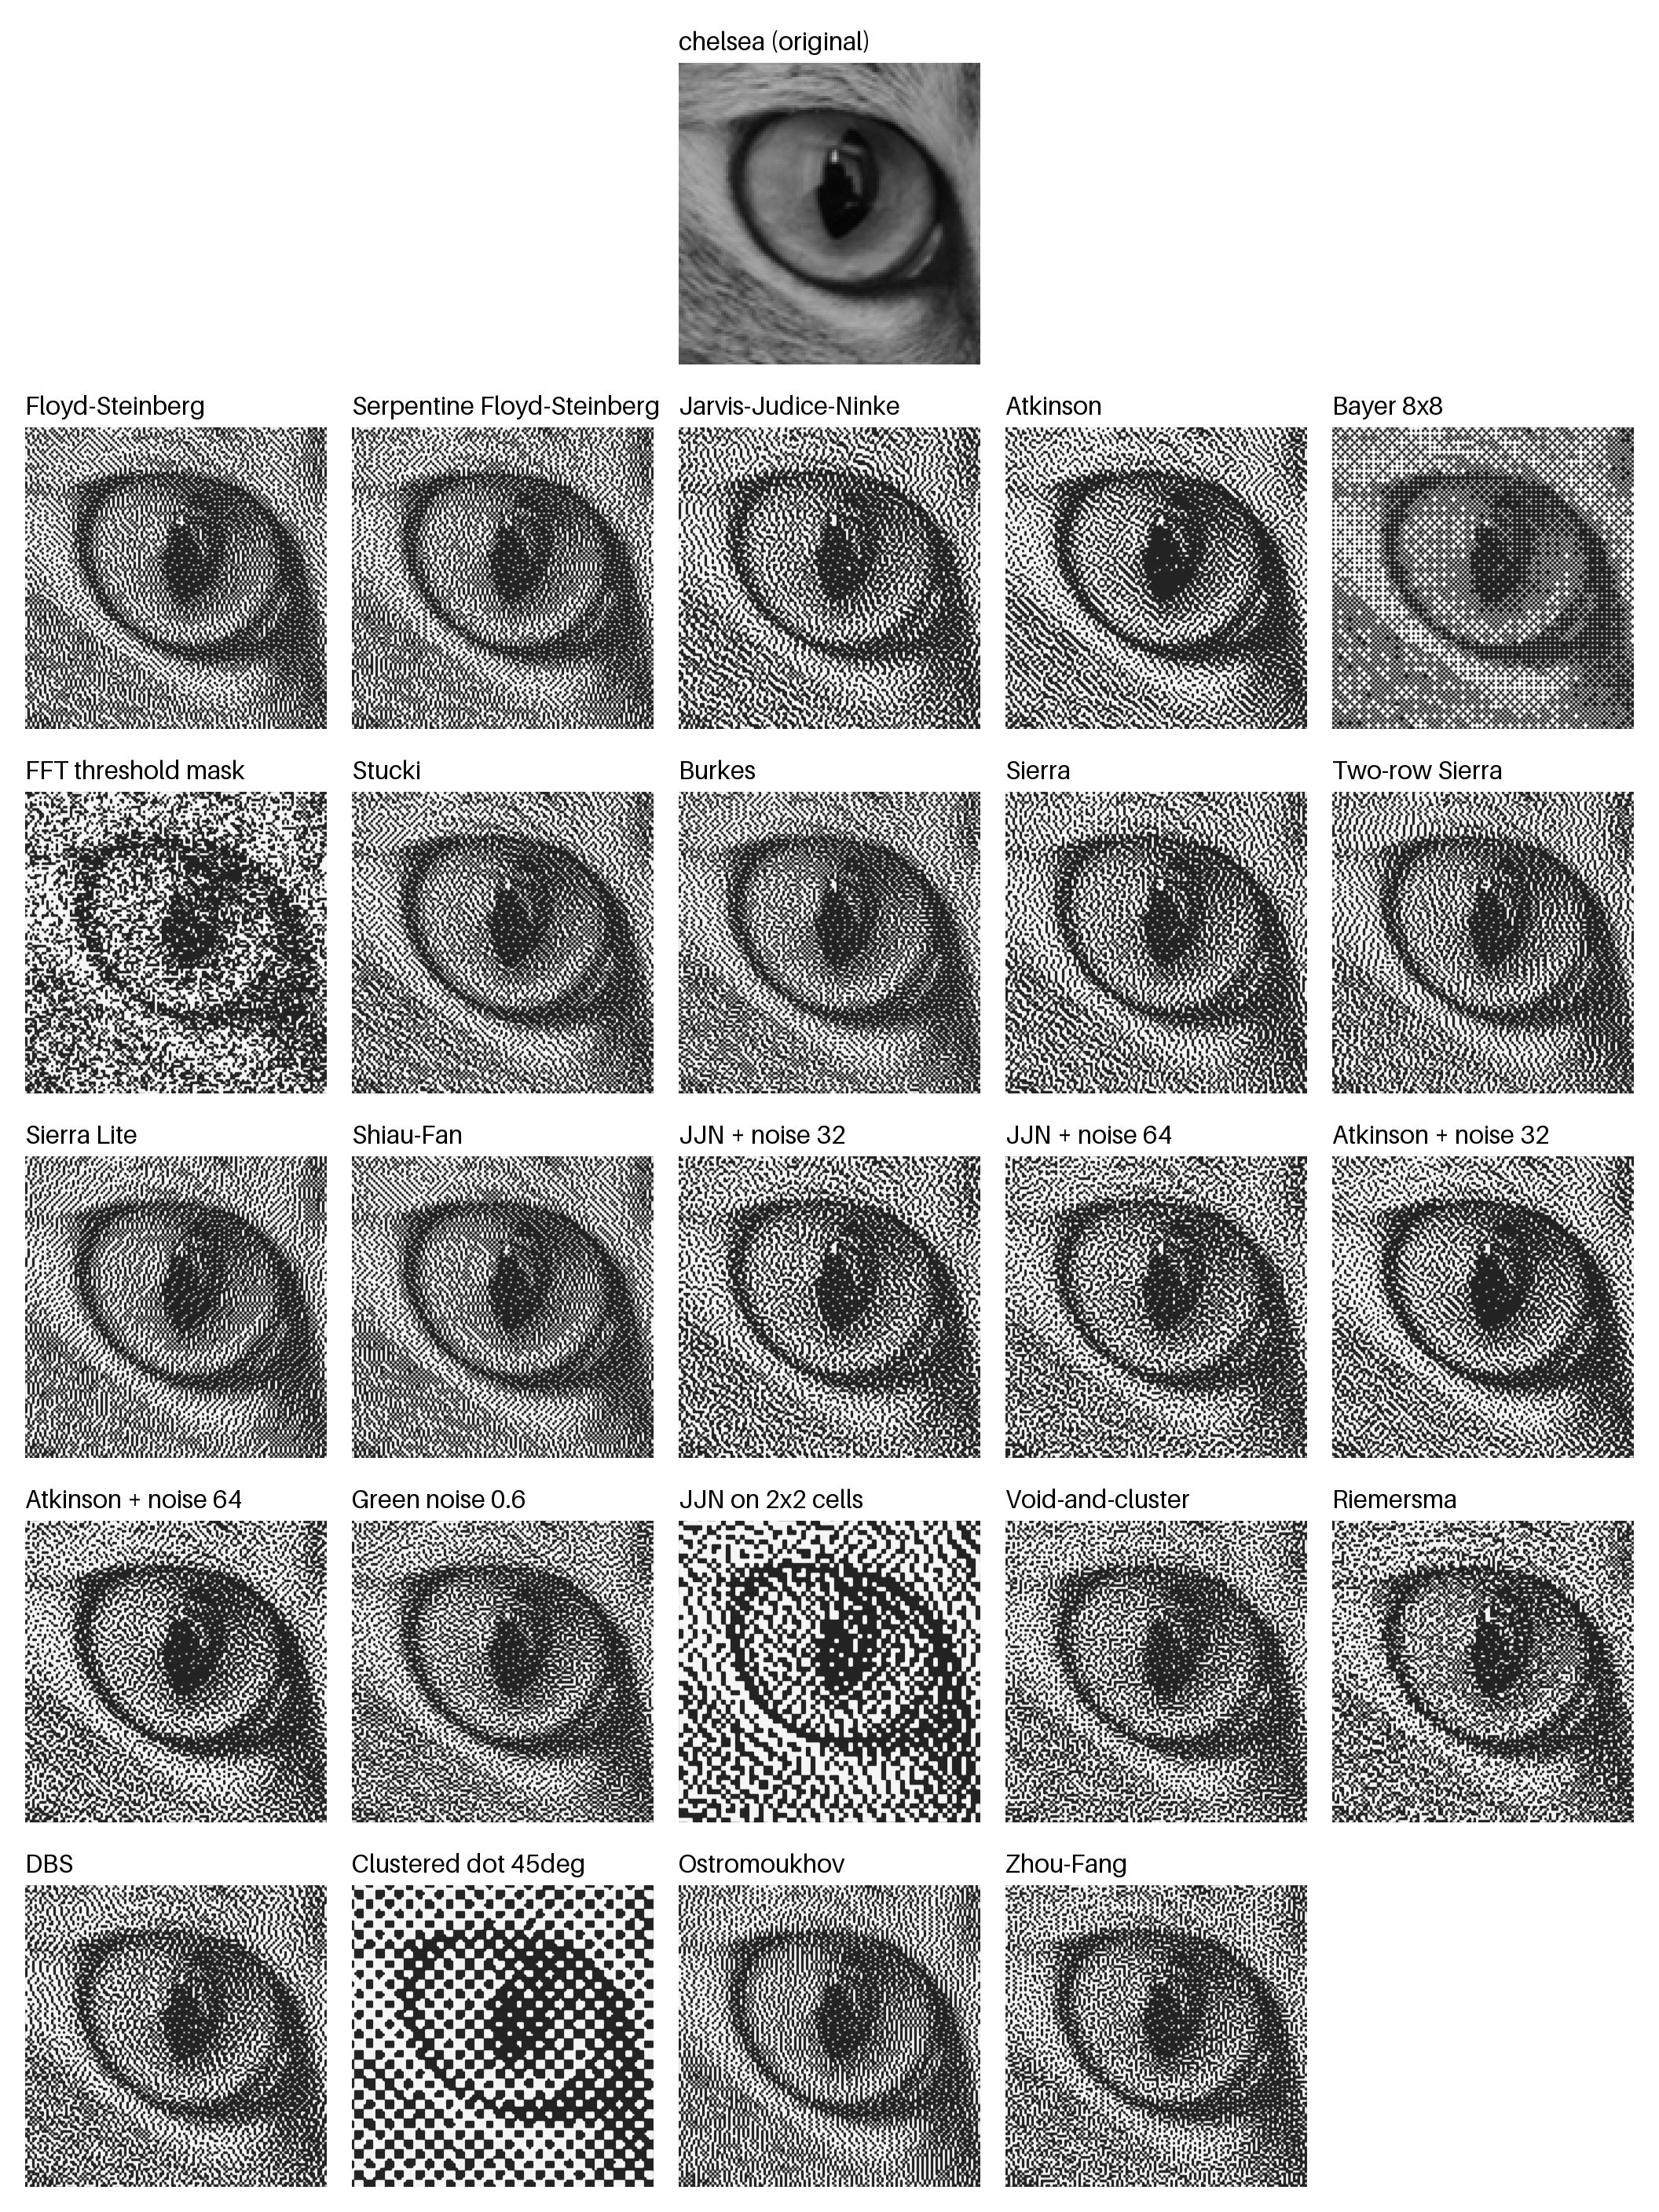 chelsea (original)
Floyd-Steinberg
Serpentine Floyd-Steinberg
Jarvis-Judice-Ninke
Atkinson
Bayer 8x8
FFT threshold mask
Stucki
Burkes
Sierra
Two-row Sierra
Sierra Lite
Shiau-Fan
JJN + noise 32
JJN + noise 64
Atkinson + noise 32
Atkinson + noise 64
Green noise 0.6
JJN on 2x2 cells
Void-and-cluster
Riemersma
DBS
Clustered dot 45deg
Ostromoukhov
Zhou-Fang